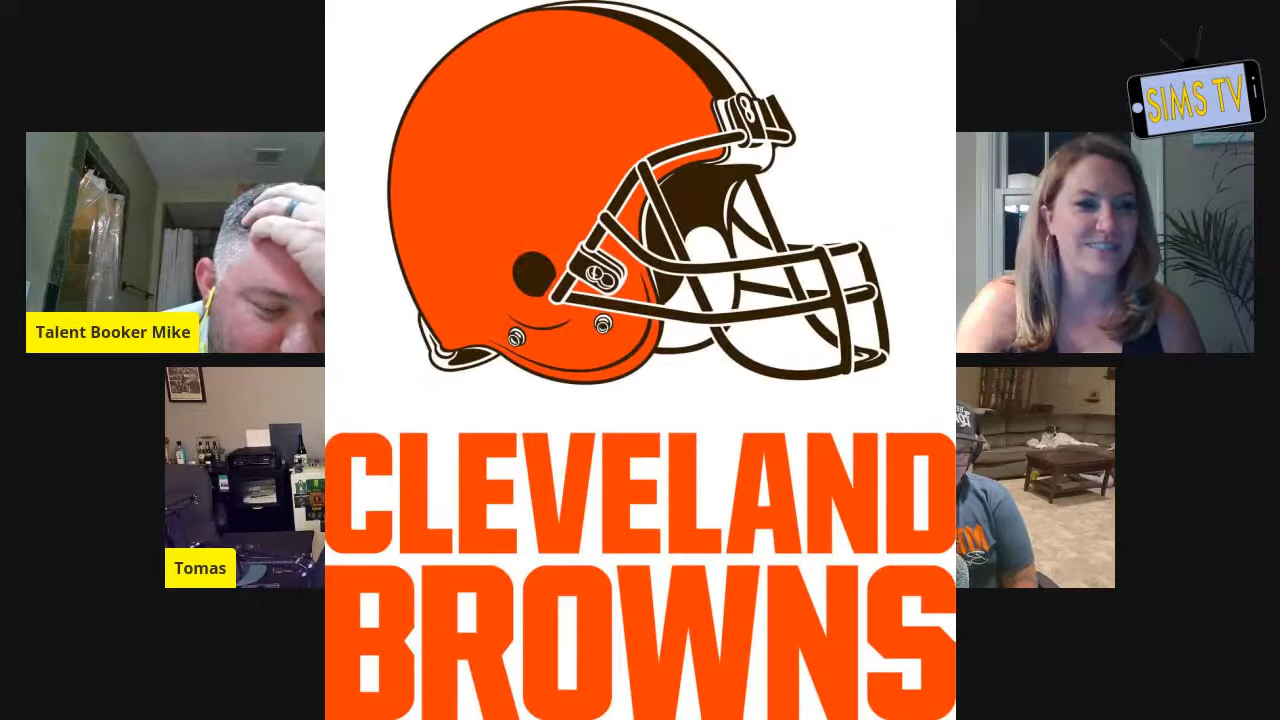 SIMS TV
Talent Booker Mike
Tomas
CLEVELAND
BROWNS